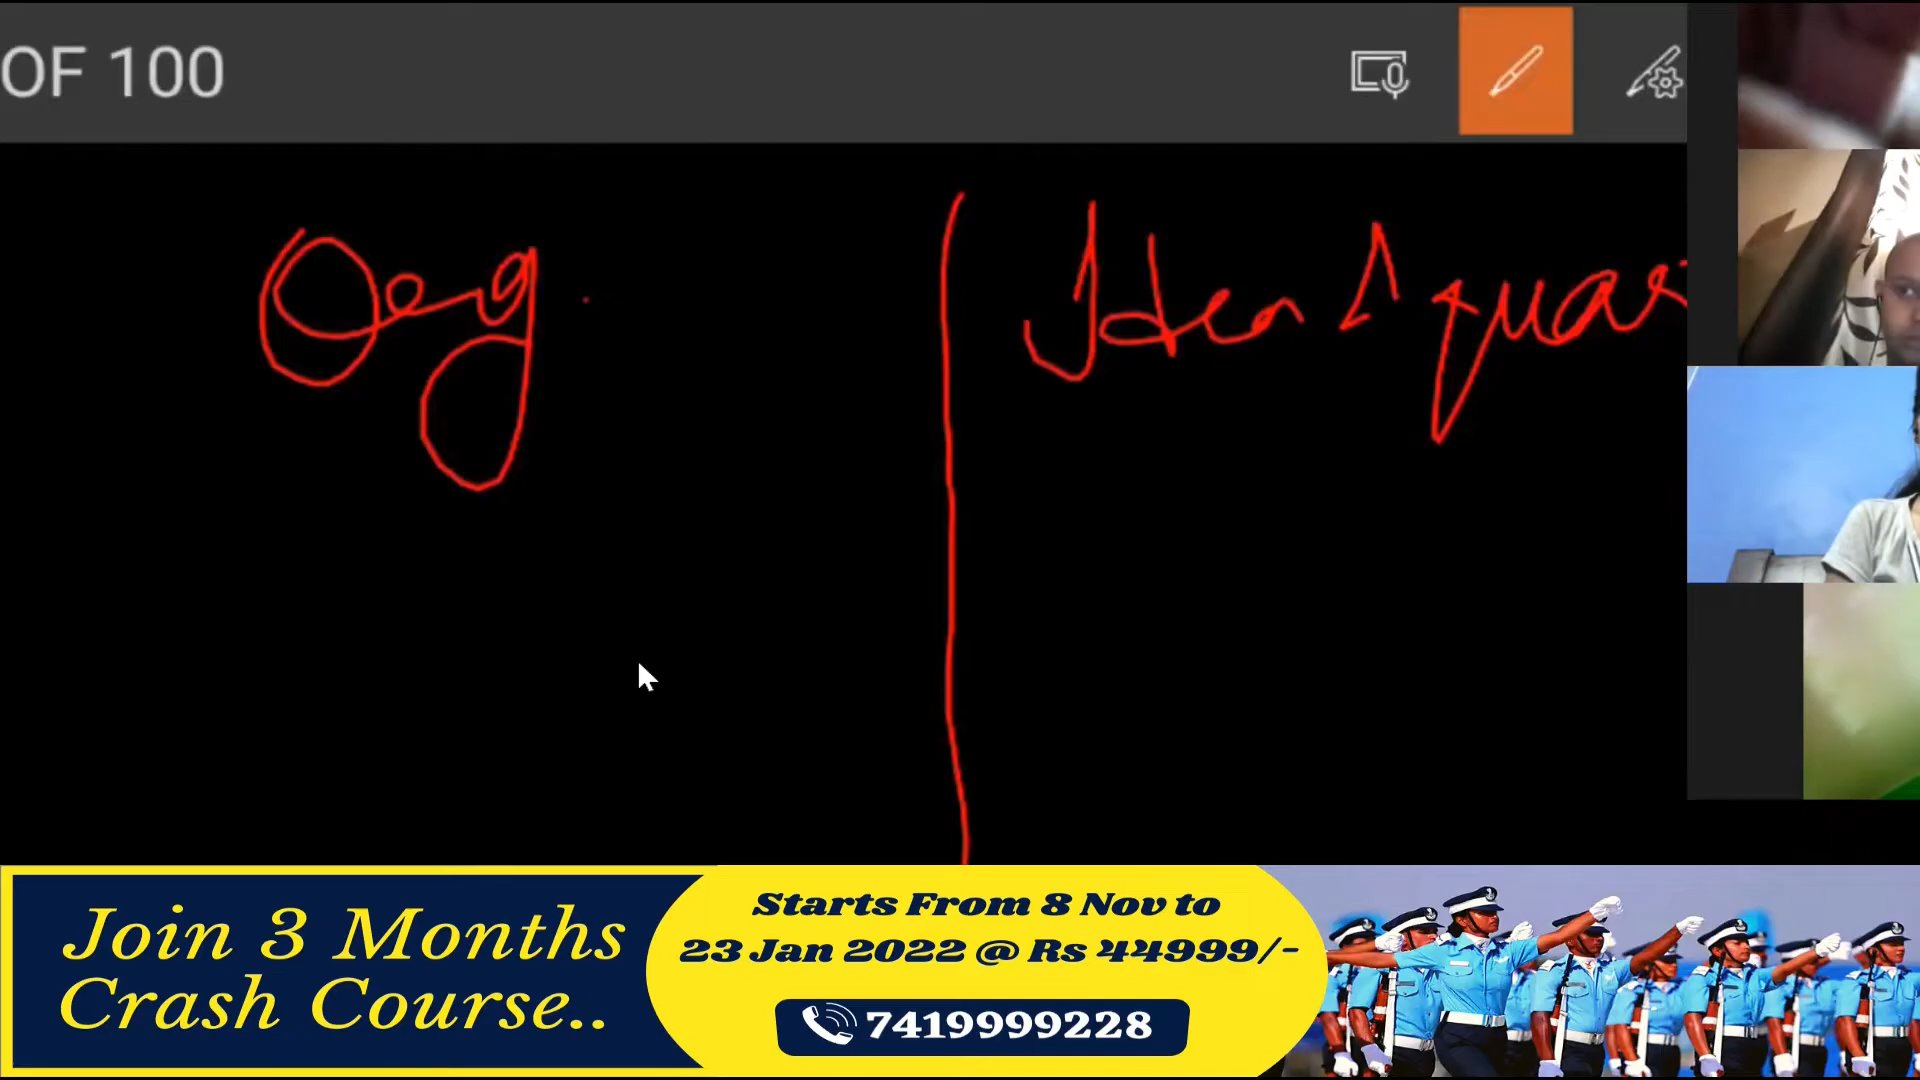 OF 100
Org.
Headquar
Join 3 Months
Crash Course..
Starts From 8 Nov to
23 Jan 2022 @ Rs 44999/-
7419999228